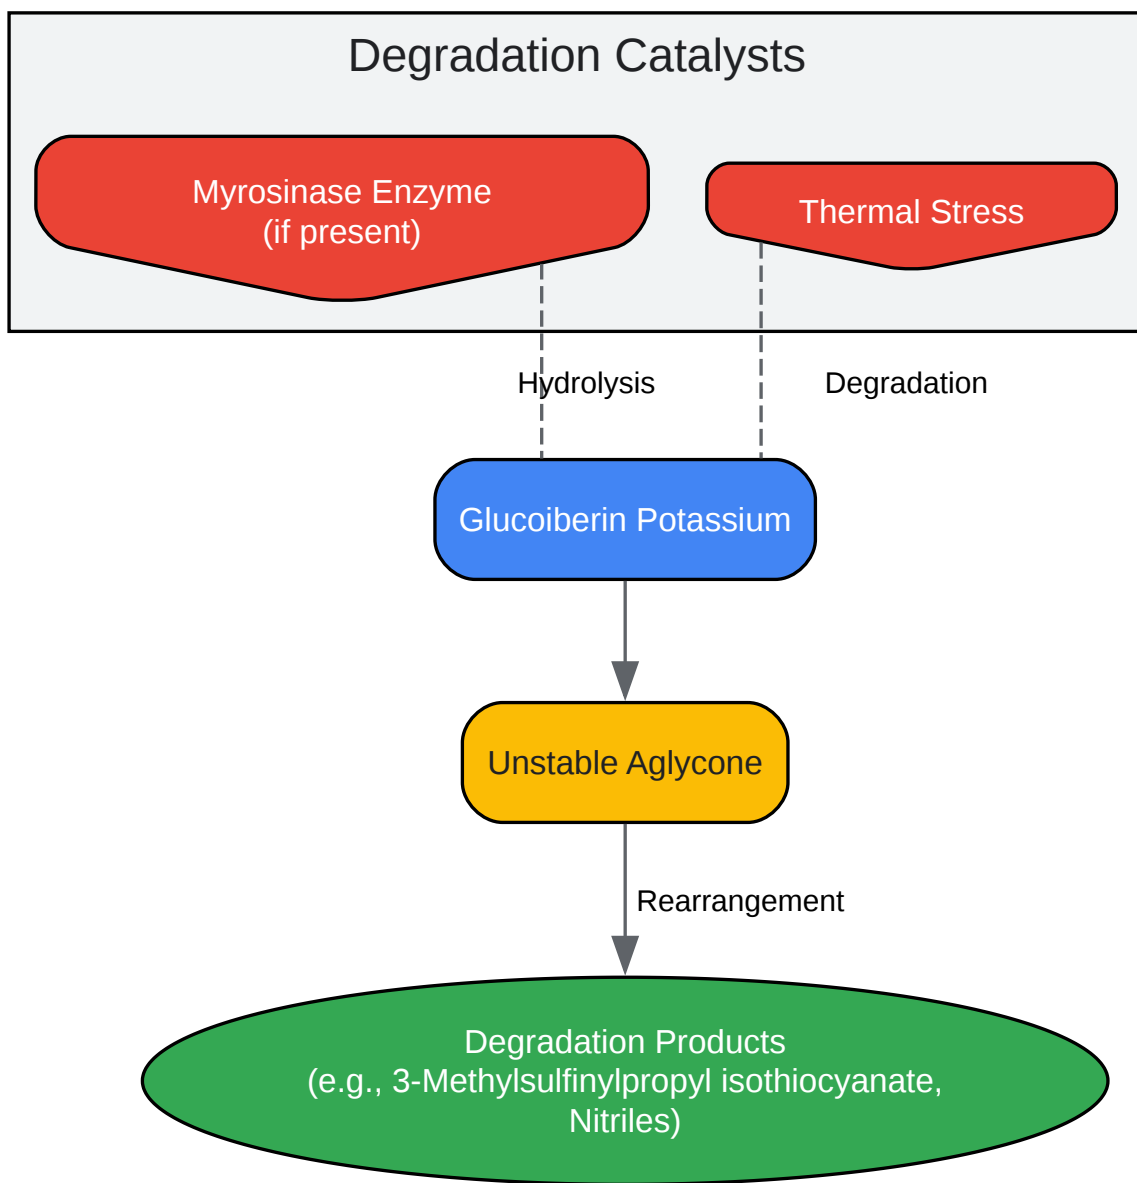 Degradation Catalysts
Myrosinase Enzyme
(if present)
Thermal Stress
Hydrolysis
Degradation
Glucoiberin Potassium
Unstable Aglycone
Rearrangement
Degradation Products
(e.g., 3-Methylsulfinylpropyl isothiocyanate,
Nitriles)